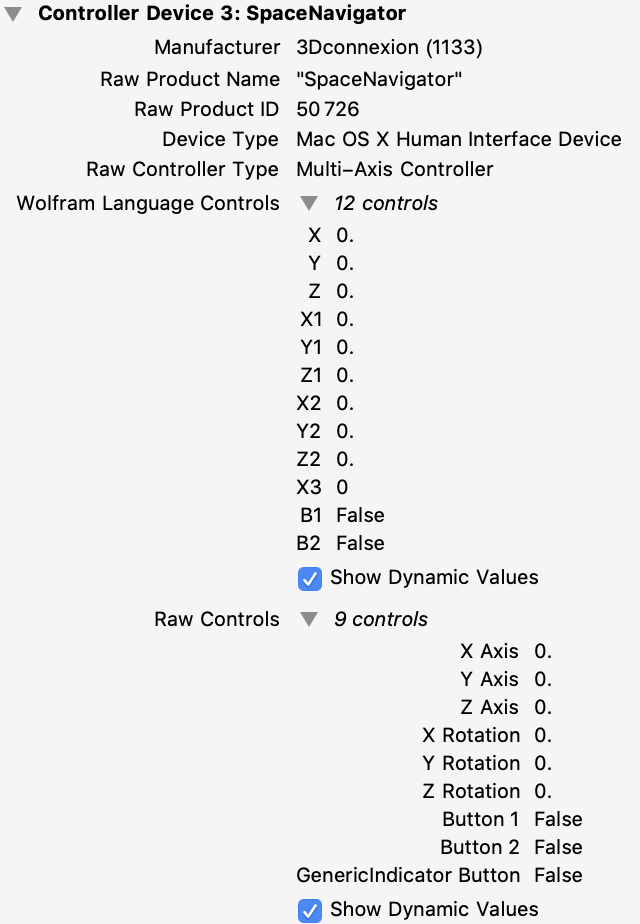 Controller Device 3: SpaceNavigator
Manufacturer 3Dconnexion (1133)
Raw Product Name "SpaceNavigator"
Raw Product ID 50 726
Device Type Mac OS X Human Interface Device
Raw Controller Type Multi–Axis Controller
Wolfram Language Controls 12 controls
X 0.
Y 0.
Z 0.
X1 0.
Y1 0.
Z1 0.
X2 0.
Y2 0.
Z2 0.
X3 0
B1 False
B2 False
Show Dynamic Values
Raw Controls 9 controls
X Axis 0.
Y Axis 0.
Z Axis 0.
X Rotation 0.
Y Rotation 0.
Z Rotation 0.
Button 1 False
Button 2 False
GenericIndicator Button False
Show Dynamic Values